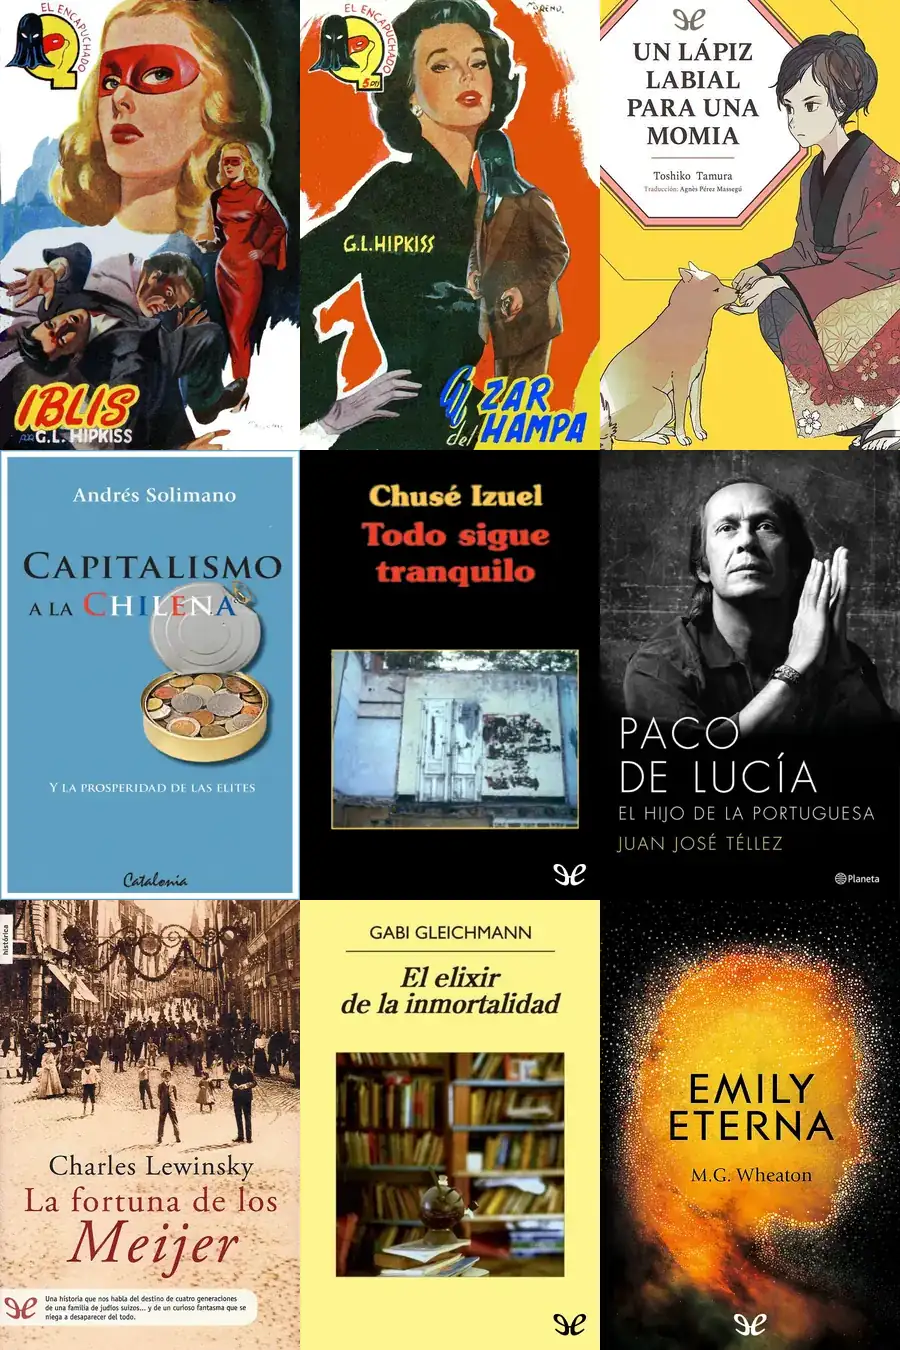 EL ENCAPUCHADO
IBLIS
por G.L. HIPKISS
EL ENCAPUCHADO
5 Pts
MORENO.
G.L. HIPKISS
El ZAR
del HAMPA
UN LÁPIZ
LABIAL
PARA UNA
MOMIA
Toshiko Tamura
Traducción: Agnès Pérez Massegú
Andrés Solimano
CAPITALISMO
A LA CHILENA
Y LA PROSPERIDAD DE LAS ELITES
Catalonia
Chusé Izuel
Todo sigue
tranquilo
PACO
DE LUCÍA
EL HIJO DE LA PORTUGUESA
JUAN JOSÉ TÉLLEZ
Planeta
histórica
Charles Lewinsky
La fortuna de los
Meijer
Una historia que nos habla del destino de cuatro generaciones
de una familia de judíos suizos... y de un curioso fantasma que se
niega a desaparecer del todo.
GABI GLEICHMANN
El elixir
de la inmortalidad
EMILY
ETERNA
M.G. Wheaton